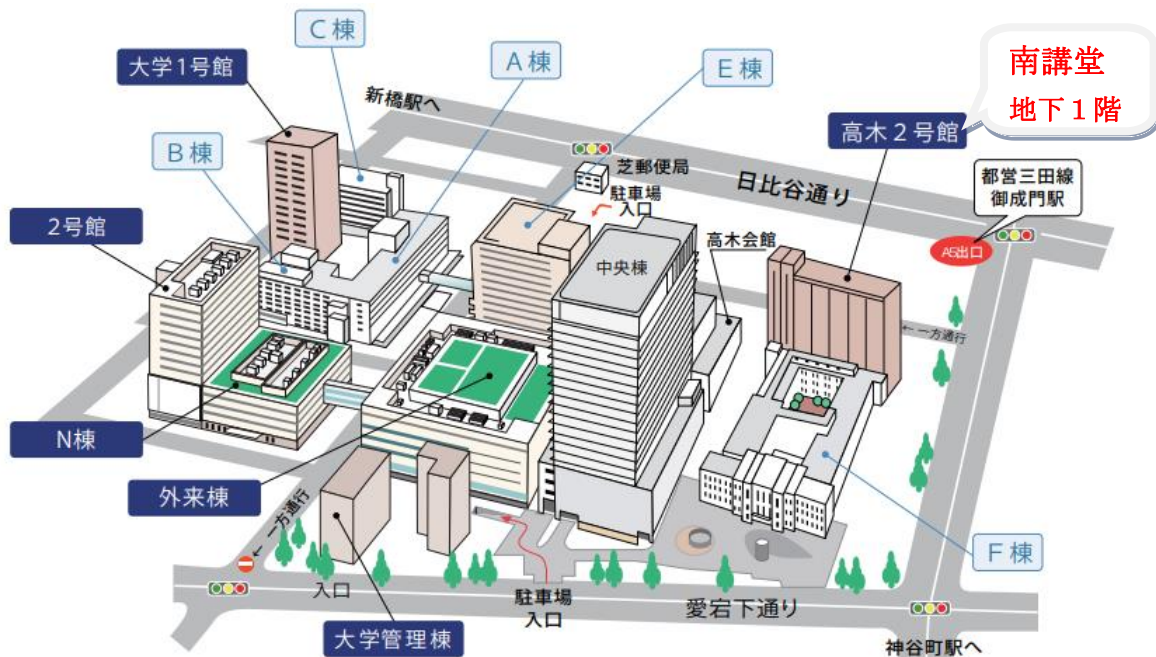 C棟
大学1号館
A棟
E棟
新橋駅へ
南講堂
地下1階
高木2号館
B棟
芝郵便局
駐車場
入口
日比谷通り
都営三田線
御成門駅
2号館
高木会館
A5出口
中央棟
← 一方通行
N棟
外来棟
← 一方通行
F棟
入口
駐車場
入口
愛宕下通り
大学管理棟
神谷町駅へ